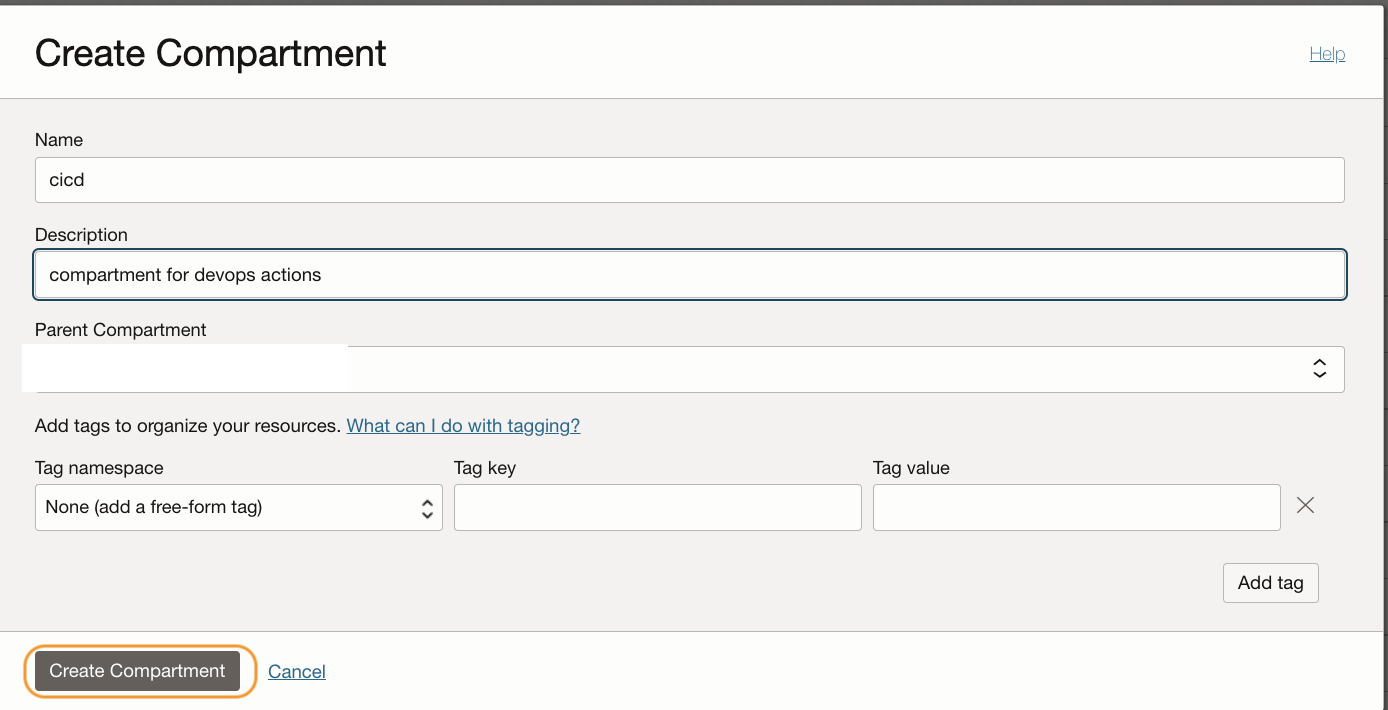 Create Compartment
Help
Name
cicd
Description
compartment for devops actions
Parent Compartment
Add tags to organize your resources. What can I do with tagging?
Tag namespace Tag key Tag value
None (add a free-form tag)
Add tag
Create Compartment Cancel